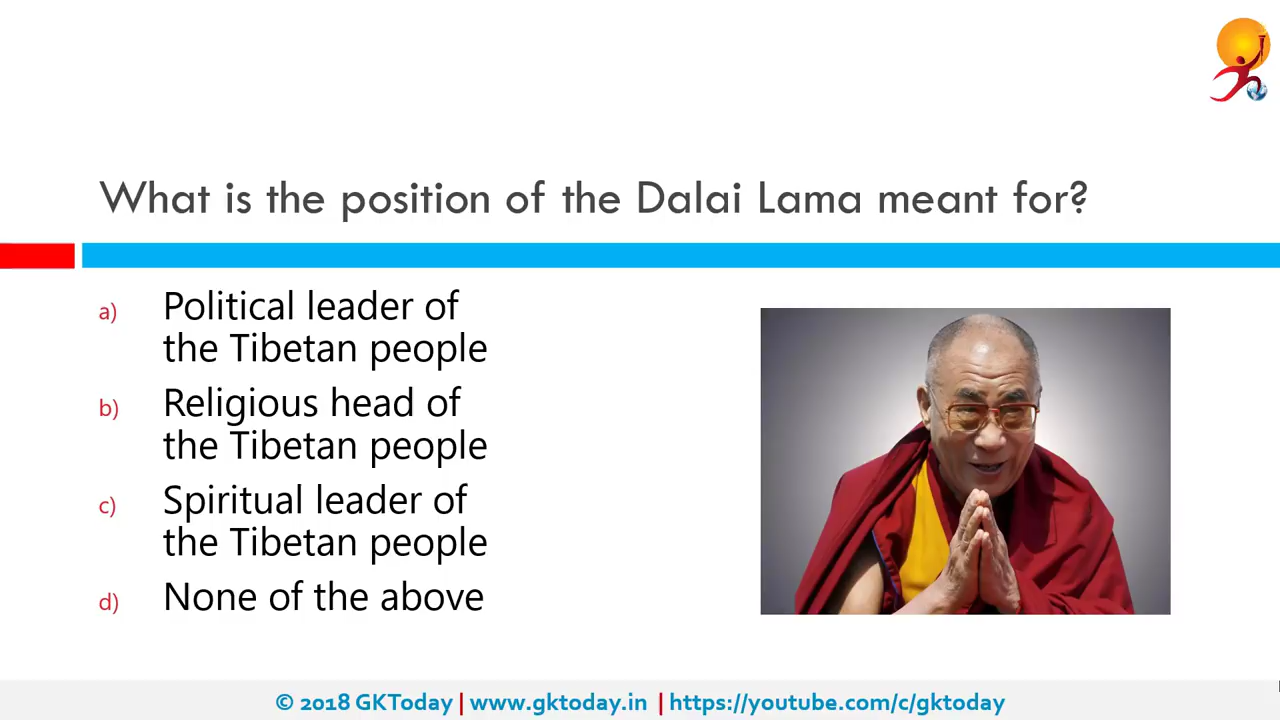 What is the position of the Dalai Lama meant for?
a) Political leader of
the Tibetan people
b) Religious head of
the Tibetan people
c) Spiritual leader of
the Tibetan people
d) None of the above
© 2018 GKToday | www.gktoday.in | https://youtube.com/c/gktoday